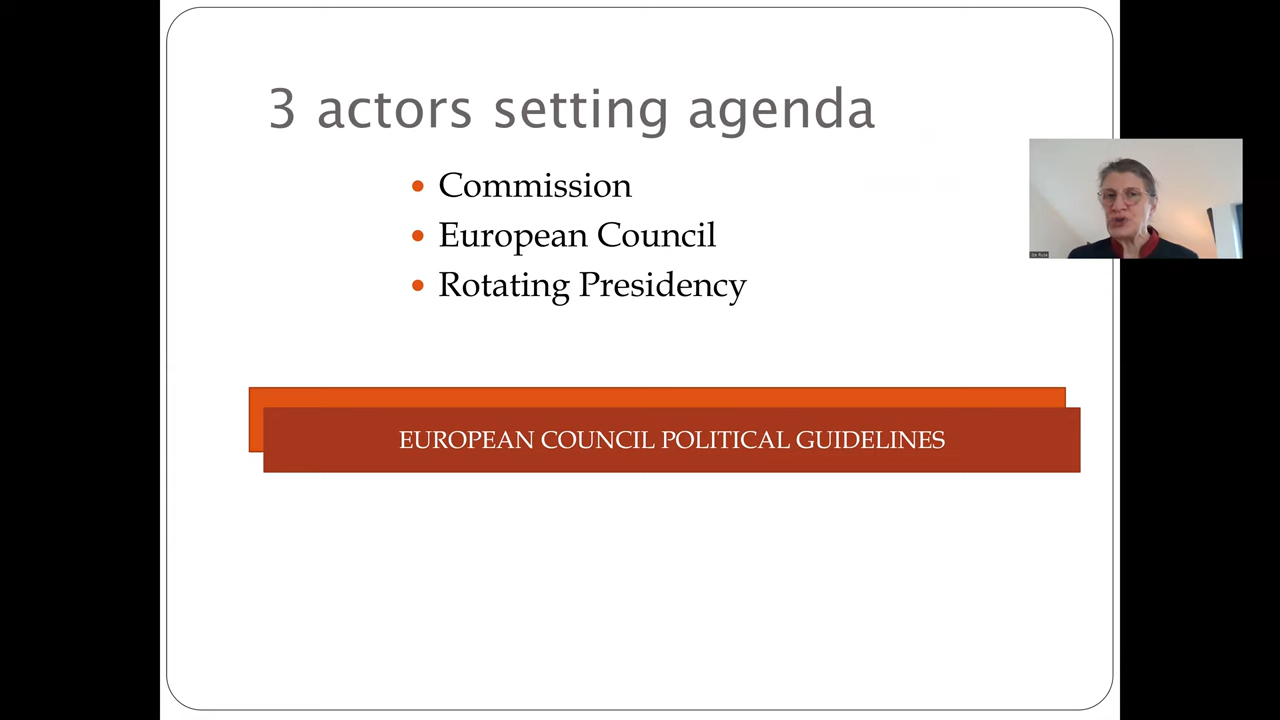 3 actors setting agenda
Commission
European Council
Rotating Presidency
EUROPEAN COUNCIL POLITICAL GUIDELINES